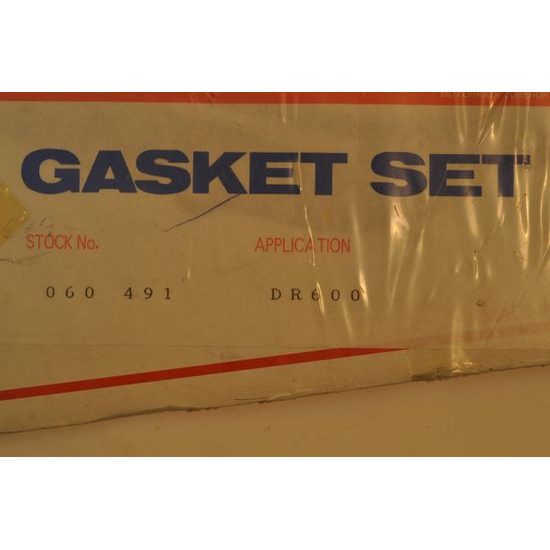 GASKET SET
STOCK No. APPLICATION
060 491 DR600